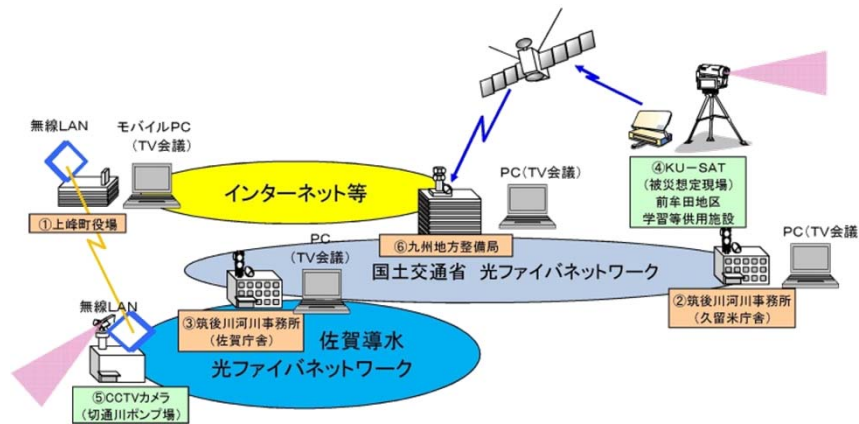 無線LAN
モバイルPC
(TV会議)
①上峰町役場
インターネット等
PC(TV会議)
⑥九州地方整備局
④KU-SAT
(被災想定現場)
前牟田地区
学習等供用施設
PC
(TV会議)
国土交通省 光ファイバネットワーク
PC(TV会議
②筑後川河川事務所
(久留米庁舎)
③筑後川河川事務所
(佐賀庁舎)
無線LAN
佐賀導水
光ファイバネットワーク
⑤CCTVカメラ
(切通川ポンプ場)